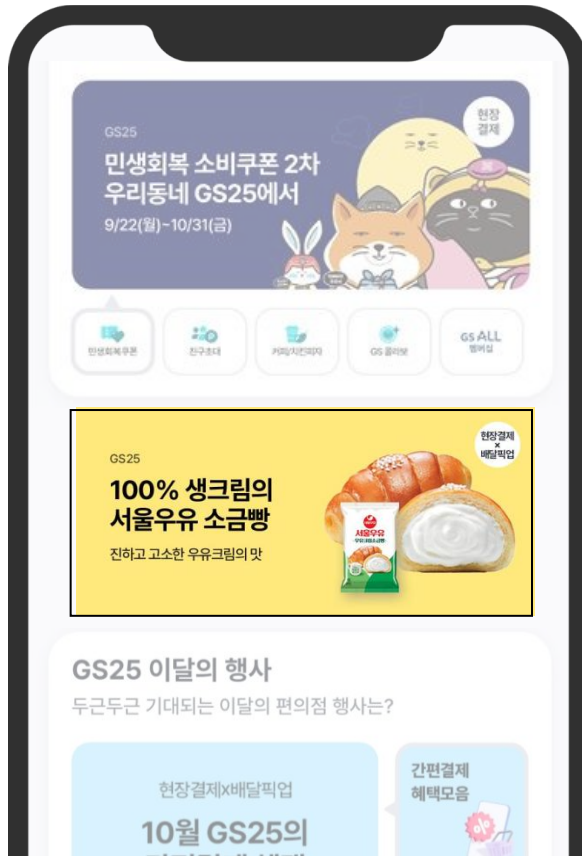 현장
결제
GS25
민생회복 소비쿠폰 2차
우리동네 GS25에서
9/22(월)~10/31(금)
민생회복쿠폰
친구초대
커피/치킨/피자
GS ALL
멤버십
현장결제
×
배달픽업
GS25
100% 생크림의
서울우유 소금빵
진하고 고소한 우유크림의 맛
서울우유
GS25 이달의 행사
두근두근 기대되는 이달의 편의점 행사는?
현장결제x배달픽업
10월 GS25의
간편결제
혜택모음